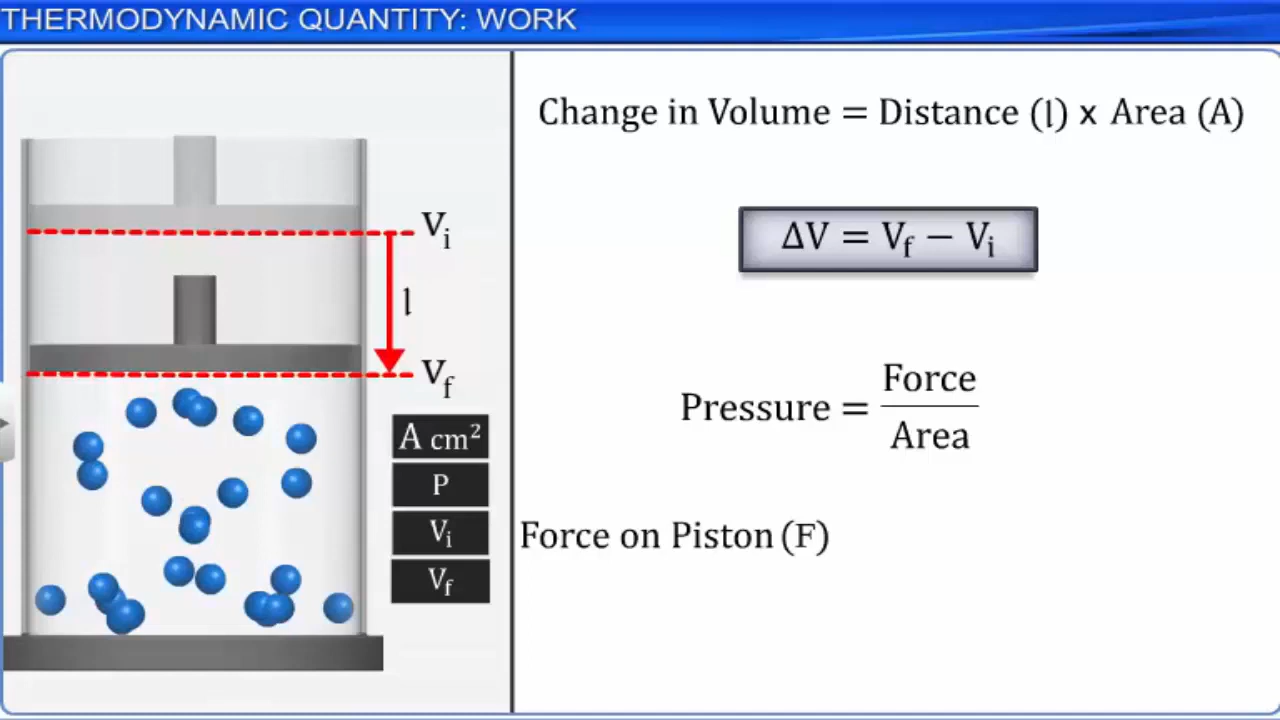 THERMODYNAMIC QUANTITY: WORK
Change in Volume = Distance (l) x Area (A)
Vi
ΔV = Vf − Vi
l
Vf
Pressure = Force
Area
A cm²
P
Vi
Vf
Force on Piston (F)